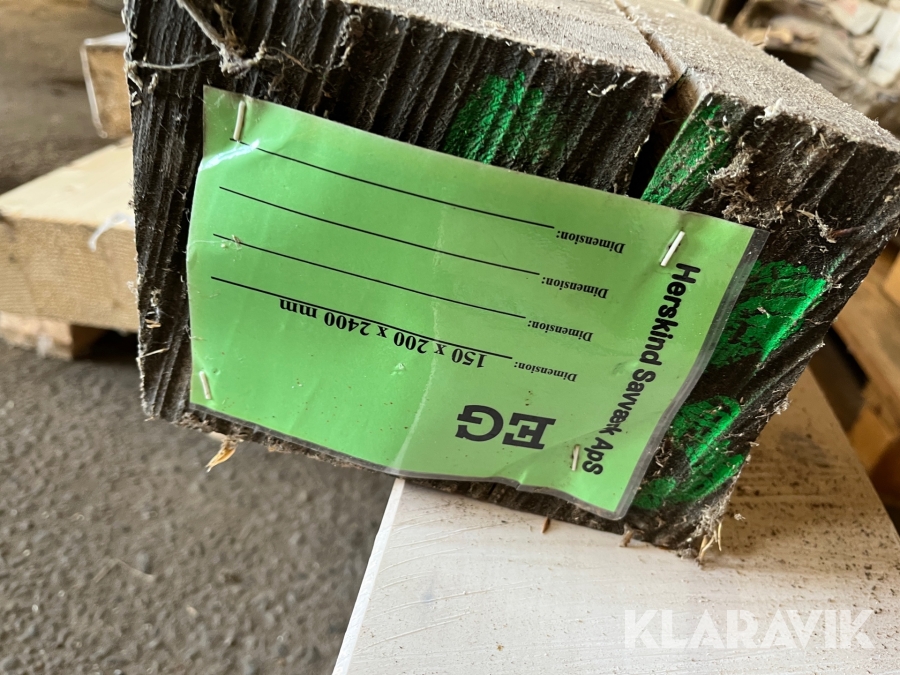 Herskind Savværk ApS
EG
Dimension: 150 x 200 x 2400 mm
Dimension:
Dimension:
Dimension:
KLARAVIK